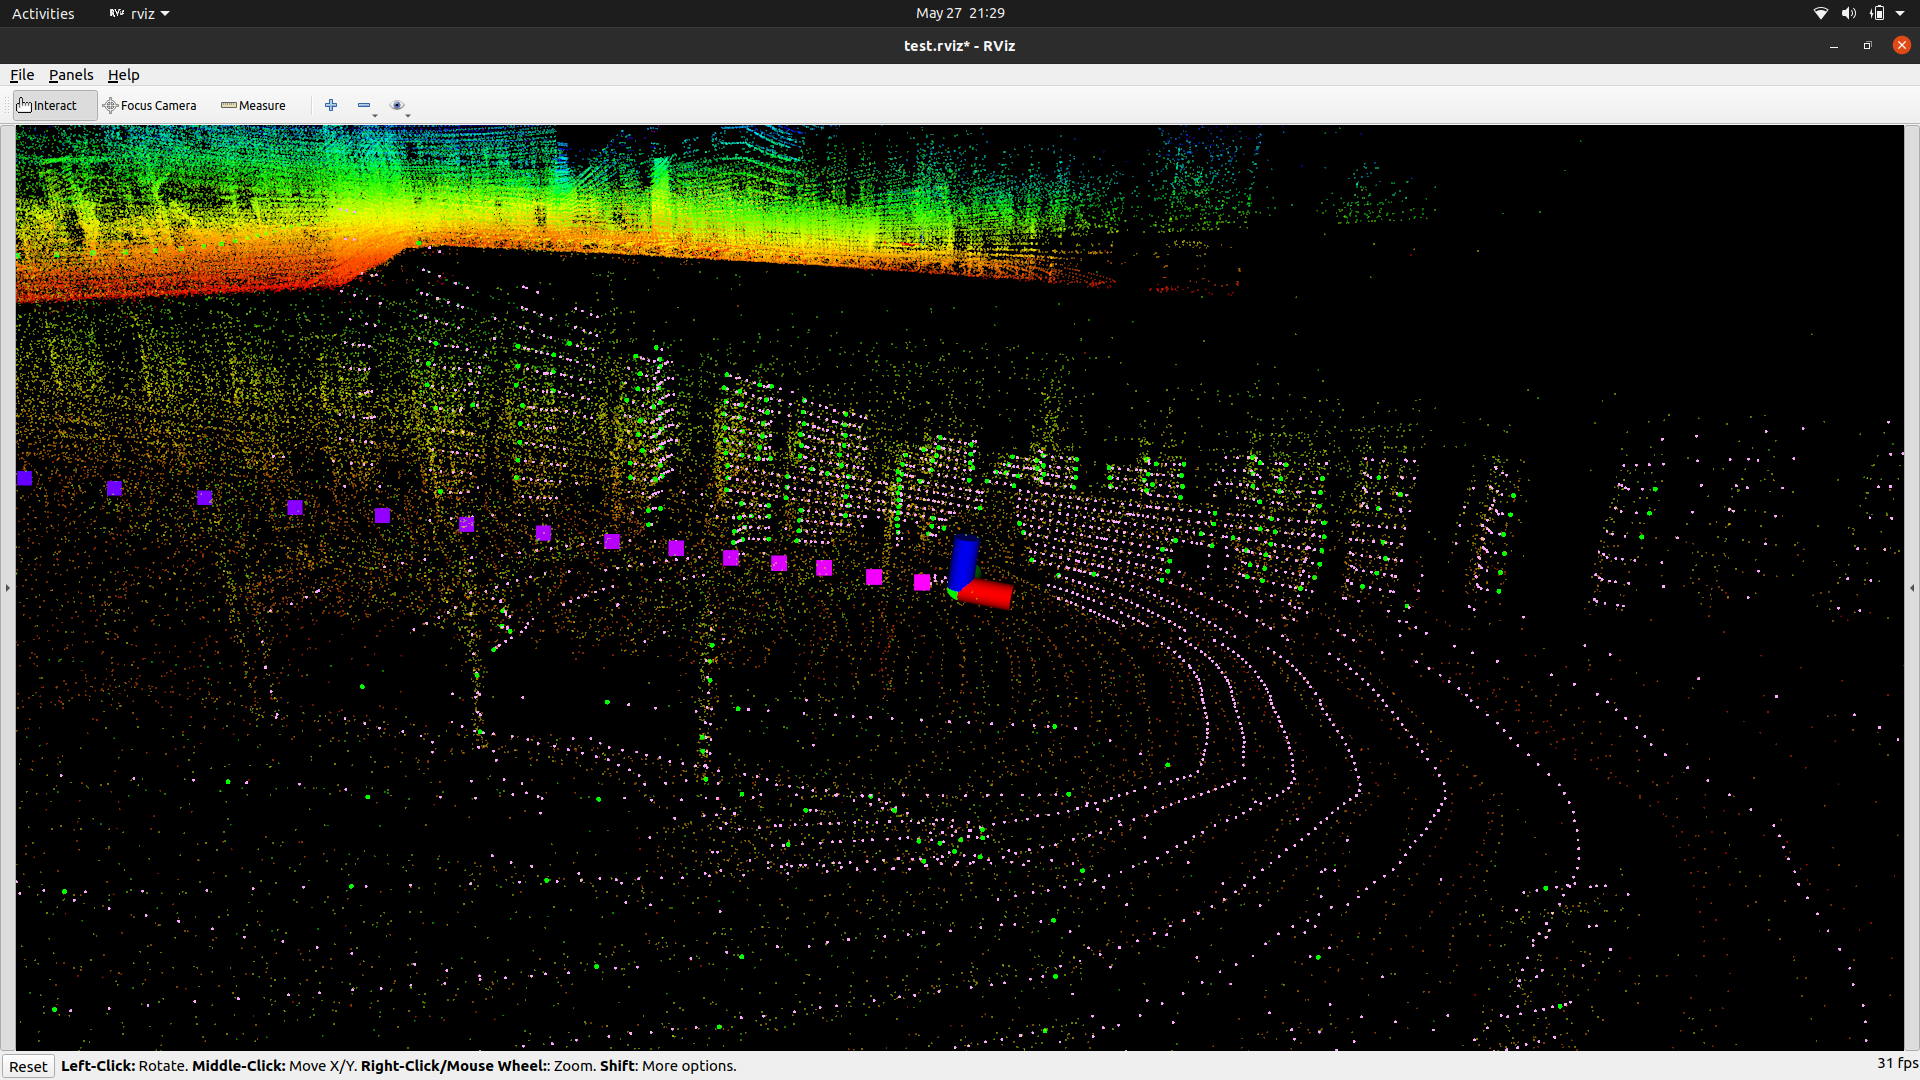 Activities rviz May 27 21:29
test.rviz* - RViz
File Panels Help
Interact Focus Camera Measure
Reset Left-Click: Rotate. Middle-Click: Move X/Y. Right-Click/Mouse Wheel:: Zoom. Shift: More options. 31 fps